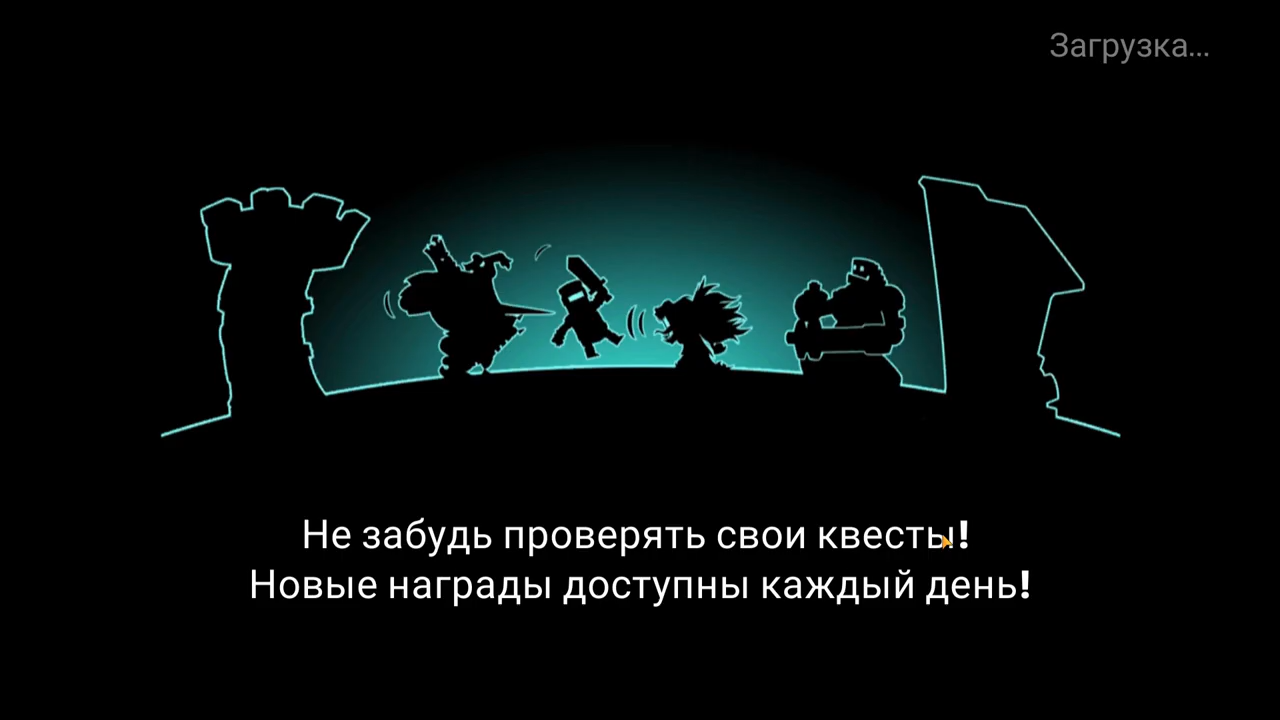 Загрузка...
Не забудь проверять свои квесты!
Новые награды доступны каждый день!